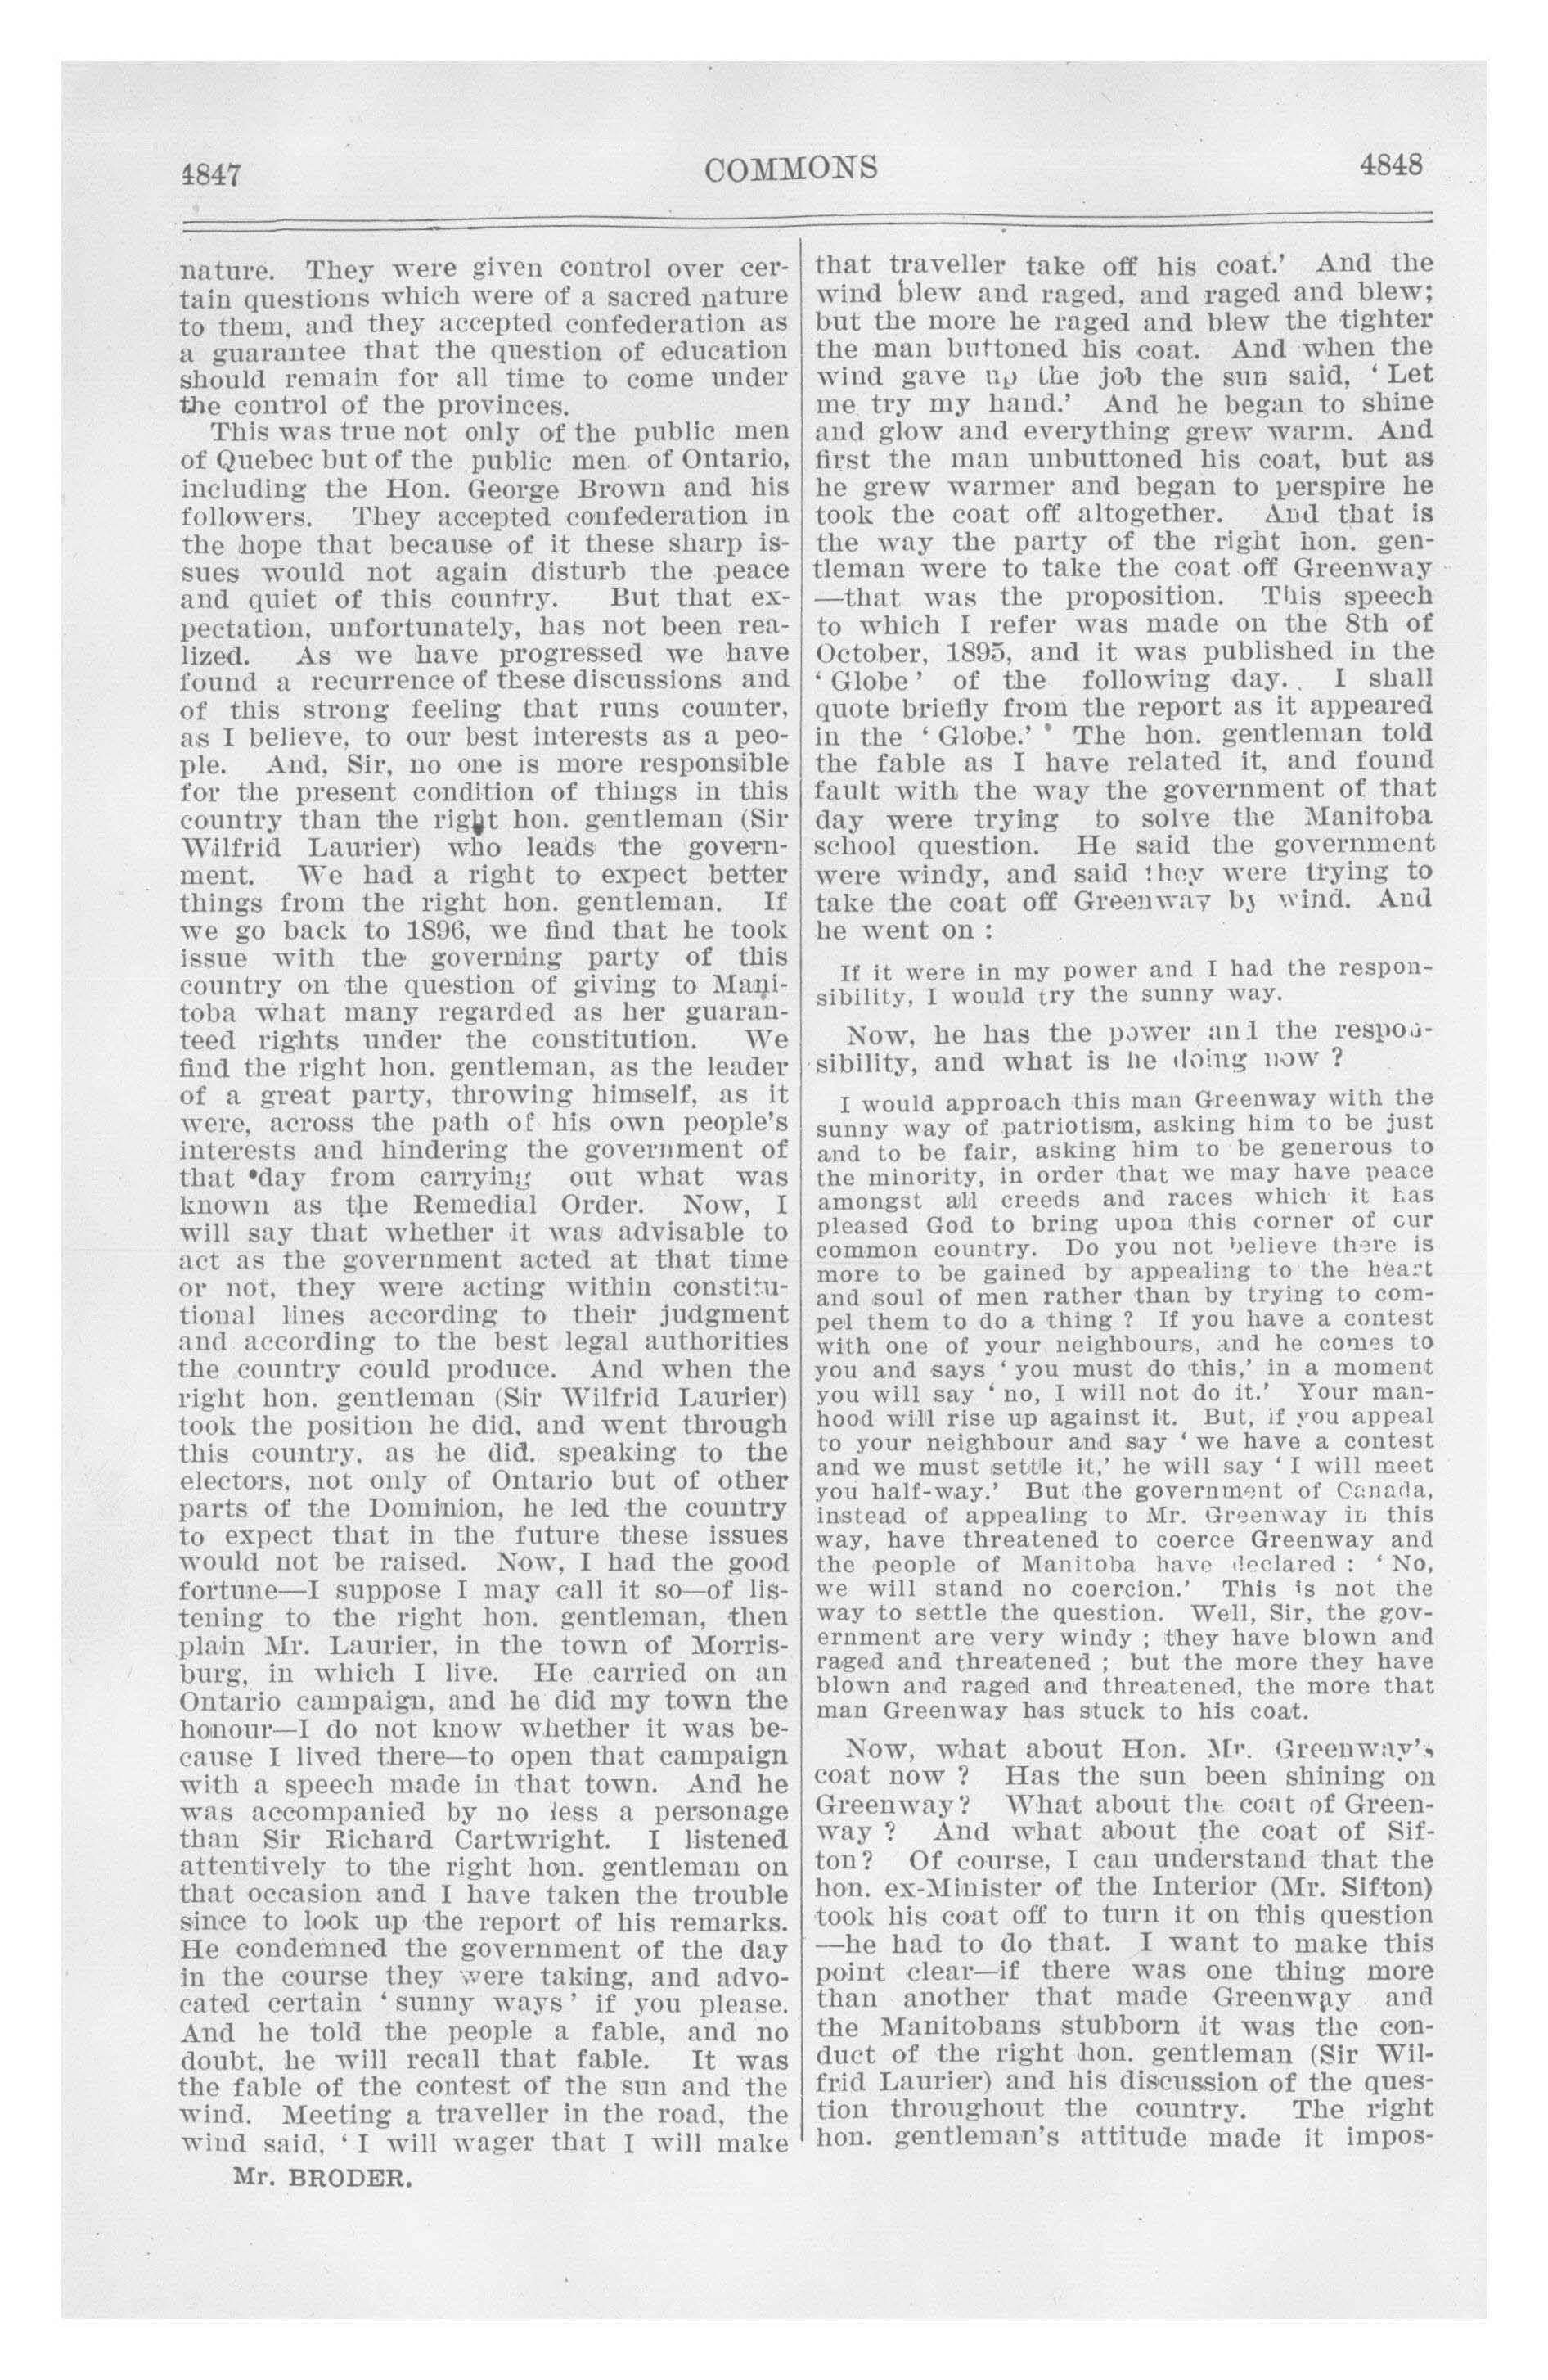 4847
COMMONS
4848
nature. They were given control over cer-
tain questions which were of a sacred nature
to them, and they accepted confederation as
a guarantee that the question of education
should remain for all time to come under
the control of the provinces.
This was true not only of the public men
of Quebec but of the public men of Ontario,
including the Hon. George Brown and his
followers. They accepted confederation in
the hope that because of it these sharp is-
sues would not again disturb the peace
and quiet of this country. But that ex-
pectation, unfortunately, has not been rea-
lized. As we have progressed we have
found a recurrence of these discussions and
of this strong feeling that runs counter,
as I believe, to our best interests as a peo-
ple. And, Sir, no one is more responsible
for the present condition of things in this
country than the right hon. gentleman (Sir
Wilfrid Laurier) who leads the govern-
ment. We had a right to expect better
things from the right hon. gentleman. If
we go back to 1896, we find that he took
issue with the governing party of this
country on the question of giving to Mani-
toba what many regarded as her guaran-
teed rights under the constitution. We
find the right hon. gentleman, as the leader
of a great party, throwing himself, as it
were, across the path of his own people's
interests and hindering the government of
that day from carrying out what was
known as the Remedial Order. Now, I
will say that whether it was advisable to
act as the government acted at that time
or not, they were acting within constitu-
tional lines according to their judgment
and according to the best legal authorities
the country could produce. And when the
right hon. gentleman (Sir Wilfrid Laurier)
took the position he did, and went through
this country, as he did. speaking to the
electors, not only of Ontario but of other
parts of the Dominion, he led the country
to expect that in the future these issues
would not be raised. Now, I had the good
fortune—I suppose I may call it so—of lis-
tening to the right hon. gentleman, then
plain Mr. Laurier, in the town of Morris-
burg, in which I live. He carried on an
Ontario campaign, and he did my town the
honour—I do not know whether it was be-
cause I lived there—to open that campaign
with a speech made in that town. And he
was accompanied by no less a personage
than Sir Richard Cartwright. I listened
attentively to the right hon. gentleman on
that occasion and I have taken the trouble
since to look up the report of his remarks.
He condemned the government of the day
in the course they were taking, and advo-
cated certain ' sunny ways ' if you please.
And he told the people a fable, and no
doubt, he will recall that fable. It was
the fable of the contest of the sun and the
wind. Meeting a traveller in the road, the
wind said, ' I will wager that I will make
Mr. BRODER.
that traveller take off his coat.' And the
wind blew and raged, and raged and blew;
but the more he raged and blew the tighter
the man buttoned his coat. And when the
wind gave up the job the sun said, ' Let
me try my hand.' And he began to shine
and glow and everything grew warm. And
first the man unbuttoned his coat, but as
he grew warmer and began to perspire he
took the coat off altogether. And that is
the way the party of the right hon. gen-
tleman were to take the coat off Greenway
—that was the proposition. This speech
to which I refer was made on the 8th of
October, 1895, and it was published in the
' Globe ' of the following day. I shall
quote briefly from the report as it appeared
in the ' Globe.' The hon. gentleman told
the fable as I have related it, and found
fault with the way the government of that
day were trying to solve the Manitoba
school question. He said the government
were windy, and said they were trying to
take the coat off Greenway by wind. And
he went on :
If it were in my power and I had the respon-
sibility, I would try the sunny way.
Now, he has the power and the respon-
sibility, and what is he doing now ?
I would approach this man Greenway with the
sunny way of patriotism, asking him to be just
and to be fair, asking him to be generous to
the minority, in order that we may have peace
amongst all creeds and races which it has
pleased God to bring upon this corner of our
common country. Do you not believe there is
more to be gained by appealing to the heart
and soul of men rather than by trying to com-
pel them to do a thing ? If you have a contest
with one of your neighbours, and he comes to
you and says ' you must do this,' in a moment
you will say ' no, I will not do it.' Your man-
hood will rise up against it. But, if you appeal
to your neighbour and say ' we have a contest
and we must settle it,' he will say ' I will meet
you half-way.' But the government of Canada,
instead of appealing to Mr. Greenway in this
way, have threatened to coerce Greenway and
the people of Manitoba have declared : ' No,
we will stand no coercion.' This is not the
way to settle the question. Well, Sir, the gov-
ernment are very windy ; they have blown and
raged and threatened ; but the more they have
blown and raged and threatened, the more that
man Greenway has stuck to his coat.
Now, what about Hon. Mr. Greenway's
coat now ? Has the sun been shining on
Greenway? What about the coat of Green-
way ? And what about the coat of Sif-
ton? Of course, I can understand that the
hon. ex-Minister of the Interior (Mr. Sifton)
took his coat off to turn it on this question
—he had to do that. I want to make this
point clear—if there was one thing more
than another that made Greenway and
the Manitobans stubborn it was the con-
duct of the right hon. gentleman (Sir Wil-
frid Laurier) and his discussion of the ques-
tion throughout the country. The right
hon. gentleman's attitude made it impos-